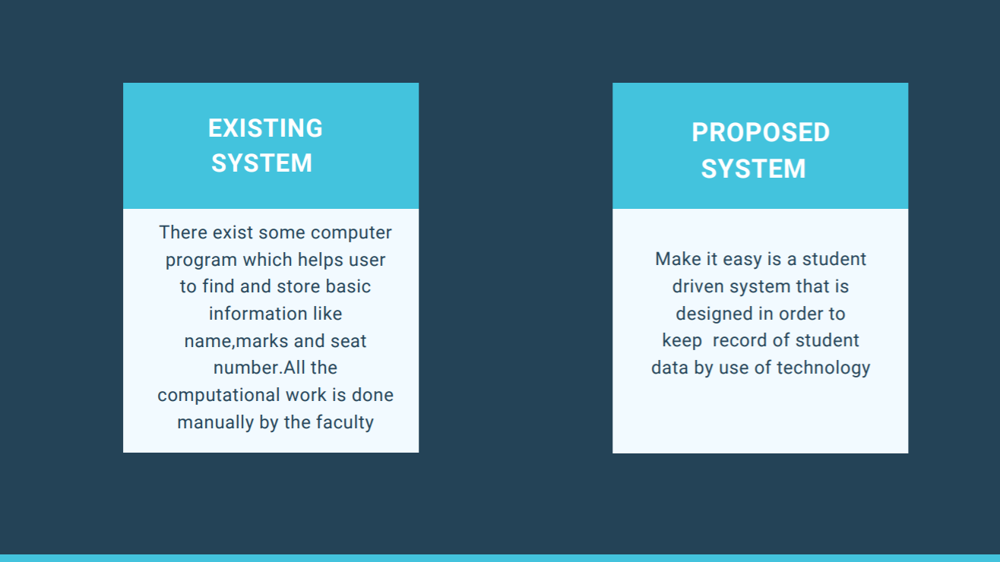 EXISTING
SYSTEM
There exist some computer
program which helps user
to find and store basic
information like
name,marks and seat
number.All the
computational work is done
manually by the faculty
PROPOSED
SYSTEM
Make it easy is a student
driven system that is
designed in order to
keep  record of student
data by use of technology